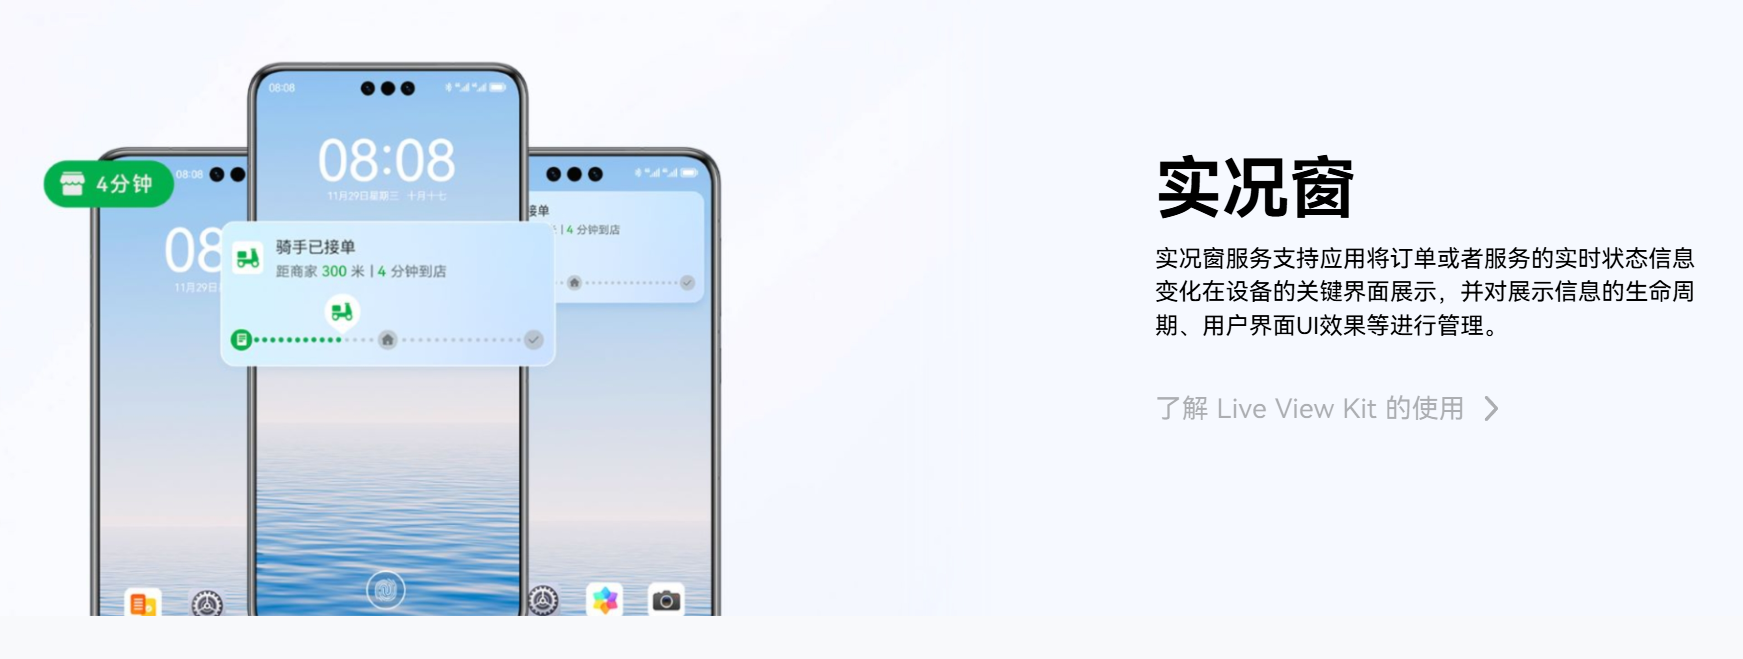 08:08
08:08
11月29日星期三 十月十七
4分钟
08:08
08
11月29日
骑手已接单
距商家 300 米 | 4 分钟到店
接单
| 4 分钟到店
实况窗
实况窗服务支持应用将订单或者服务的实时状态信息
变化在设备的关键界面展示，并对展示信息的生命周
期、用户界面UI效果等进行管理。
了解 Live View Kit 的使用